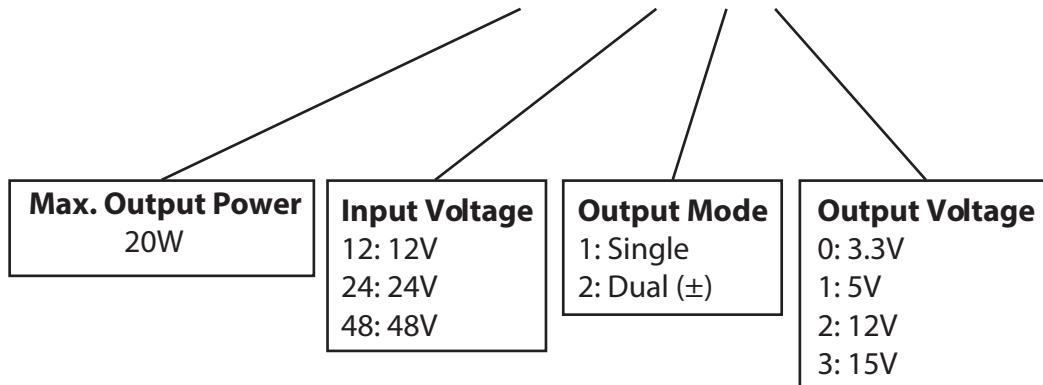 Max. Output Power
20W
Input Voltage
12: 12V
24: 24V
48: 48V
Output Mode
1: Single
2: Dual (±)
Output Voltage
0: 3.3V
1: 5V
2: 12V
3: 15V